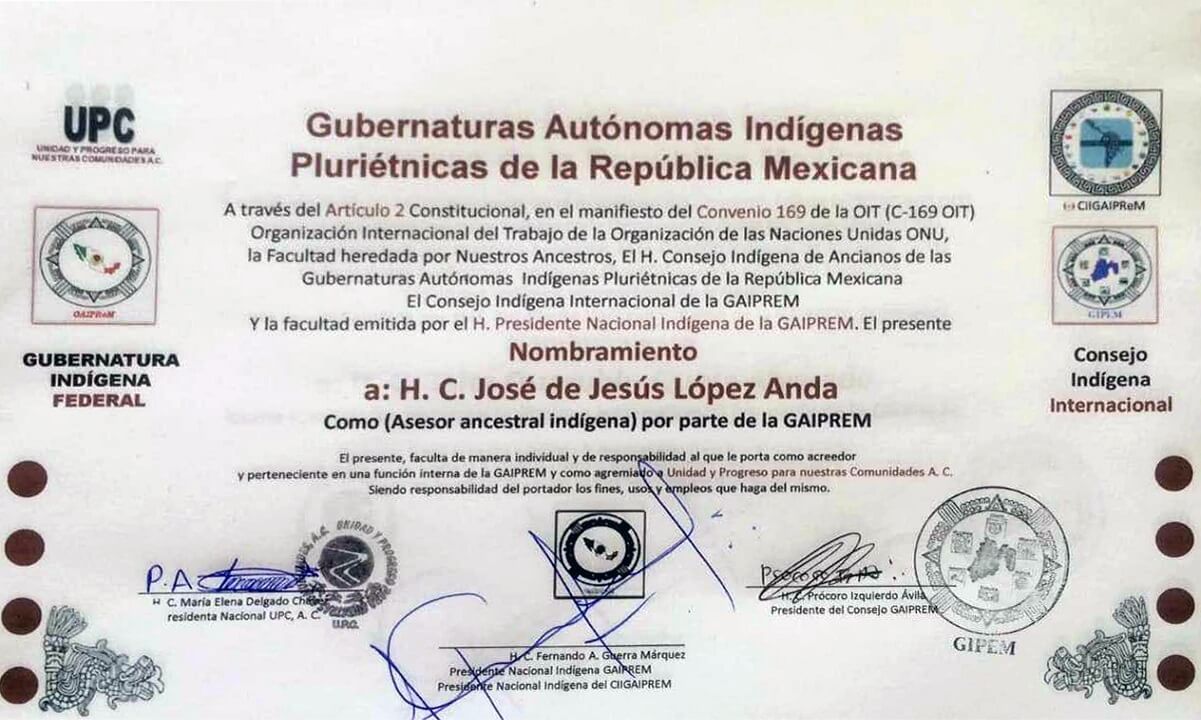 UPC
UNIDAD Y PROGRESO PARA
NUESTRAS COMUNIDADES A.C.
GAIPReM
GUBERNATURA
INDÍGENA
FEDERAL
Gubernaturas Autónomas Indígenas
Pluriétnicas de la República Mexicana
A través del Artículo 2 Constitucional, en el manifiesto del Convenio 169 de la OIT (C-169 OIT)
Organización Internacional del Trabajo de la Organización de las Naciones Unidas ONU,
la Facultad heredada por Nuestros Ancestros, El H. Consejo Indígena de Ancianos de las
Gubernaturas Autónomas Indígenas Pluriétnicas de la República Mexicana
El Consejo Indígena Internacional de la GAIPREM
Y la facultad emitida por el H. Presidente Nacional Indígena de la GAIPREM. El presente
Nombramiento
a: H. C. José de Jesús López Anda
Como (Asesor ancestral indígena) por parte de la GAIPREM
El presente, faculta de manera individual y de responsabilidad al que le porta como acreedor
y perteneciente en una función interna de la GAIPREM y como agremiado a Unidad y Progreso para nuestras Comunidades A. C.
Siendo responsabilidad del portador los fines, usos y empleos que haga del mismo.
CIIGAIPReM
GIPEM
Consejo
Indígena
Internacional
P.A.
H C. María Elena Delgado
residenta Nacional UPC, A. C.
UNIDAD Y PROGRESO
U.P.C.
H. C. Fernando A. Guerra Márquez
Presidente Nacional Indígena GAIPREM
Presidente Nacional Indígena del CIIGAIPREM
H. C. Prócoro Izquierdo Ávila
Presidente del Consejo GAIPREM
GIPEM